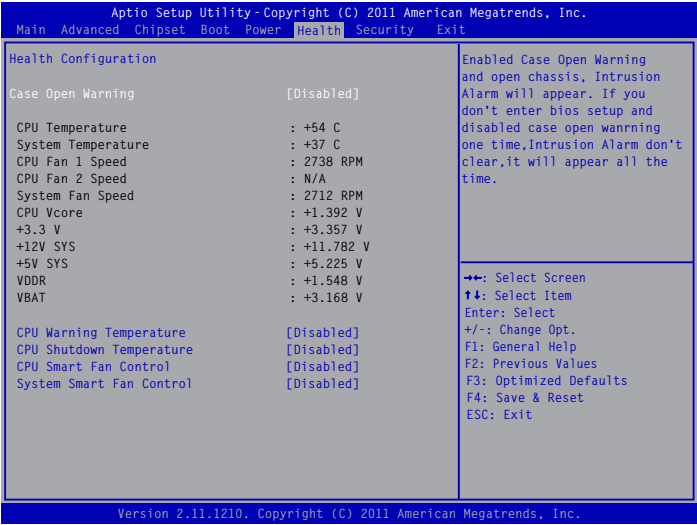 Aptio Setup Utility - Copyright (C) 2011 American Megatrends, Inc.
Main Advanced Chipset Boot Power Health Security Exit
Health Configuration
Case Open Warning [Disabled]
CPU Temperature : +54 C
System Temperature : +37 C
CPU Fan 1 Speed : 2738 RPM
CPU Fan 2 Speed : N/A
System Fan Speed : 2712 RPM
CPU Vcore : +1.392 V
+3.3 V : +3.357 V
+12V SYS : +11.782 V
+5V SYS : +5.225 V
VDDR : +1.548 V
VBAT : +3.168 V
CPU Warning Temperature [Disabled]
CPU Shutdown Temperature [Disabled]
CPU Smart Fan Control [Disabled]
System Smart Fan Control [Disabled]
Enabled Case Open Warning
and open chassis, Intrusion
Alarm will appear. If you
don't enter bios setup and
disabled case open wanrning
one time,Intrusion Alarm don't
clear,it will appear all the
time.
→←: Select Screen
↑↓: Select Item
Enter: Select
+/-: Change Opt.
F1: General Help
F2: Previous Values
F3: Optimized Defaults
F4: Save & Reset
ESC: Exit
Version 2.11.1210. Copyright (C) 2011 American Megatrends, Inc.